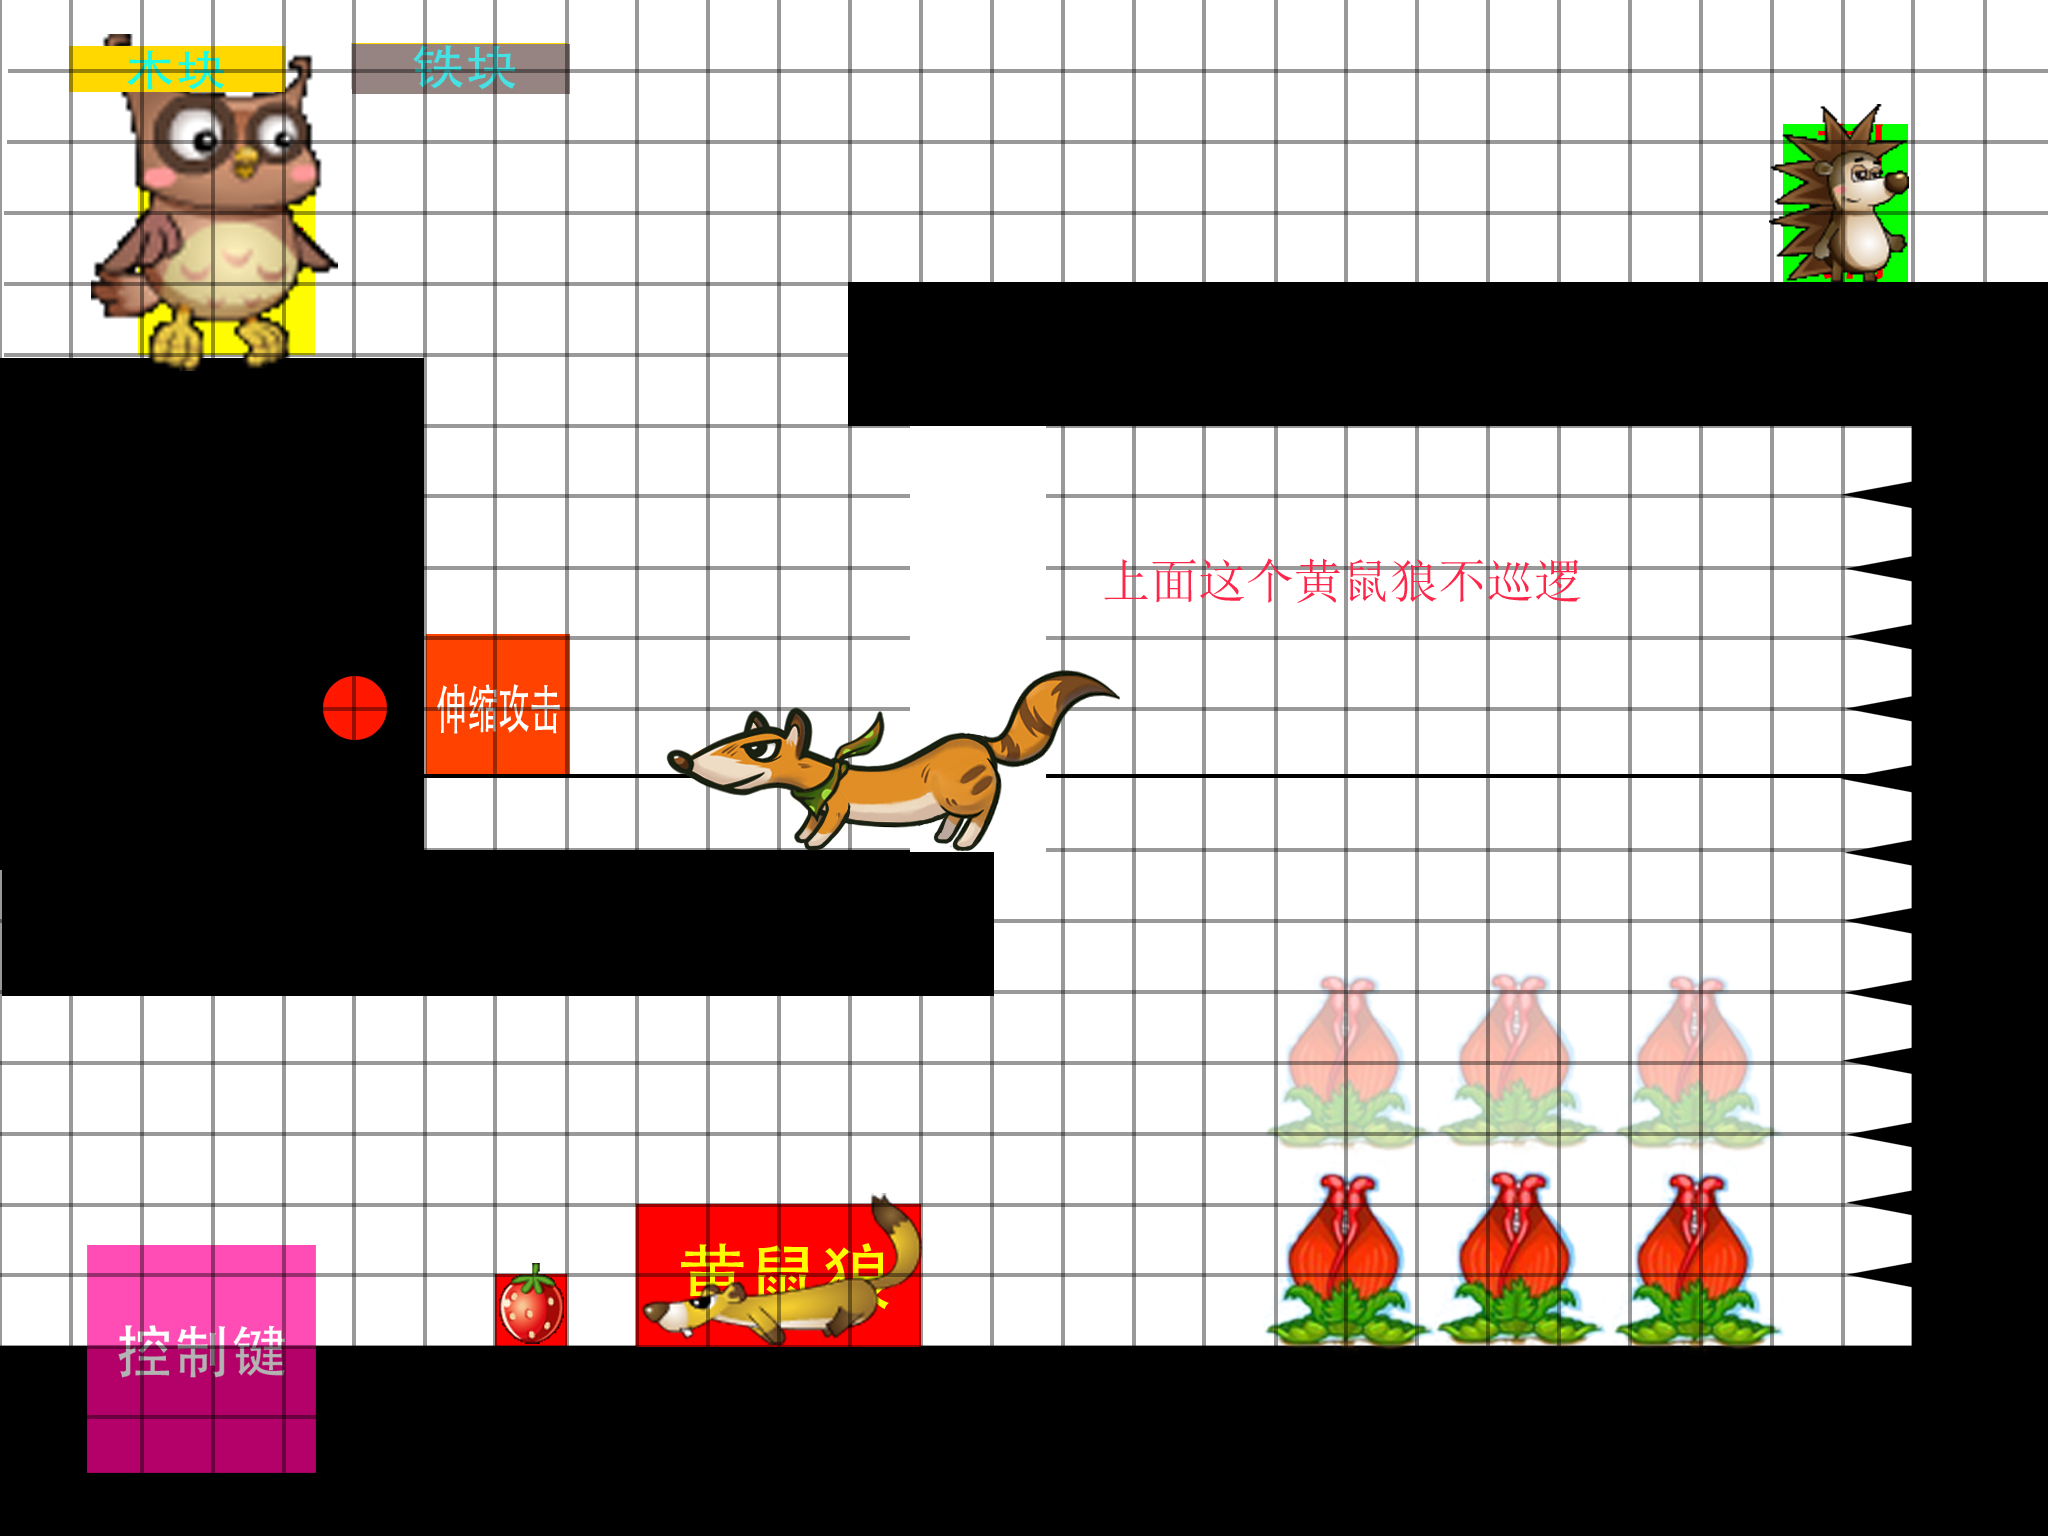 木块
铁块
上面这个黄鼠狼不巡逻
伸缩攻击
黄鼠狼
控制键